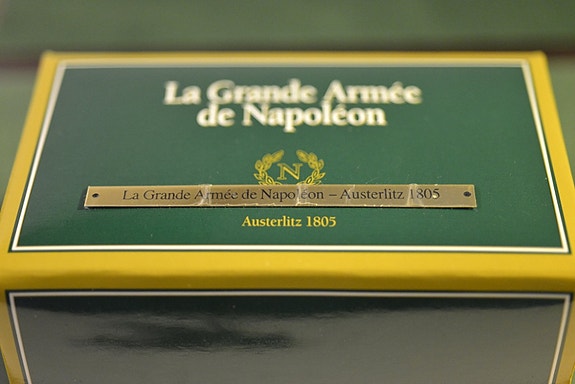 La Grande Armée
de Napoléon
N
La Grande Armée de Napoléon – Austerlitz 1805
Austerlitz 1805